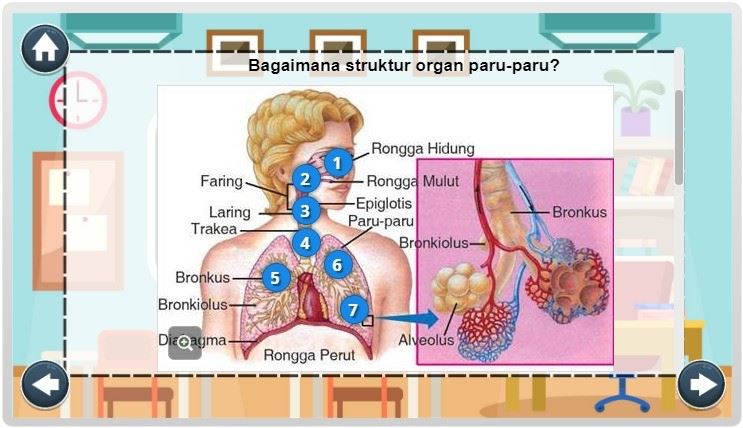 Bagaimana struktur organ paru-paru?
Rongga Hidung
1
2
Faring
Rongga Mulut
3
Epiglotis
Laring
Paru-paru
Trakea
4
Bronkus
Bronkiolus
5
6
Bronkus
Bronkiolus
7
Alveolus
Rongga Perut